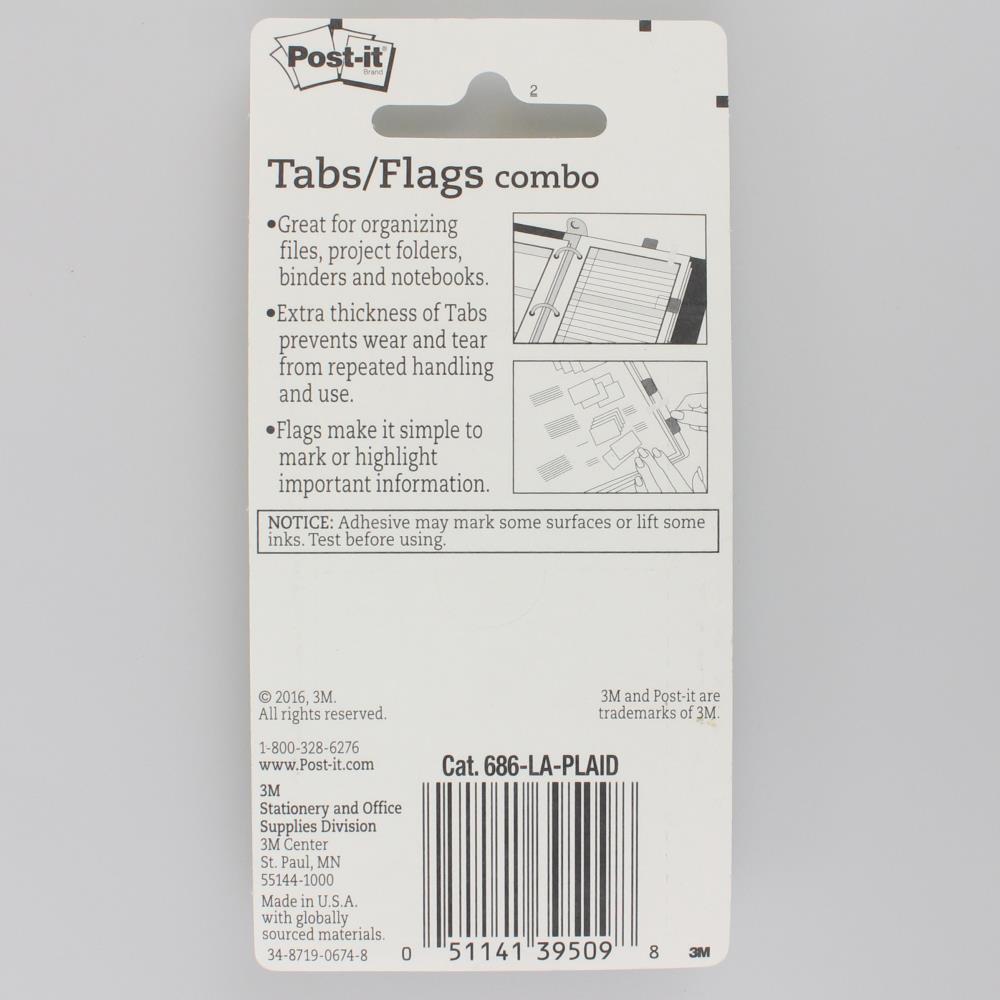 Post-it®
Brand
2
Tabs/Flags combo
•Great for organizing
files, project folders,
binders and notebooks.
•Extra thickness of Tabs
prevents wear and tear
from repeated handling
and use.
•Flags make it simple to
mark or highlight
important information.
NOTICE: Adhesive may mark some surfaces or lift some
inks. Test before using.
© 2016, 3M.
All rights reserved.
3M and Post-it are
trademarks of 3M.
1-800-328-6276
www.Post-it.com
3M
Stationery and Office
Supplies Division
3M Center
St. Paul, MN
55144-1000
Made in U.S.A.
with globally
sourced materials.
34-8719-0674-8
Cat. 686-LA-PLAID
0 51141 39509 8
3M